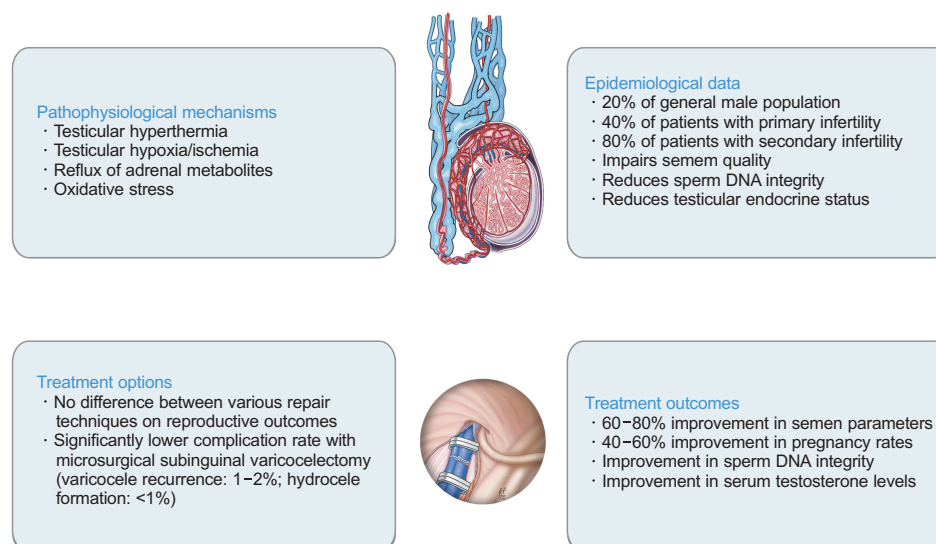 Pathophysiological mechanisms
· Testicular hyperthermia
· Testicular hypoxia/ischemia
· Reflux of adrenal metabolites
· Oxidative stress
Epidemiological data
· 20% of general male population
· 40% of patients with primary infertility
· 80% of patients with secondary infertility
· Impairs semem quality
· Reduces sperm DNA integrity
· Reduces testicular endocrine status
Treatment options
· No difference between various repair
techniques on reproductive outcomes
· Significantly lower complication rate with
microsurgical subinguinal varicocelectomy
(varicocele recurrence: 1−2%; hydrocele
formation: <1%)
Treatment outcomes
· 60−80% improvement in semen parameters
· 40−60% improvement in pregnancy rates
· Improvement in sperm DNA integrity
· Improvement in serum testosterone levels